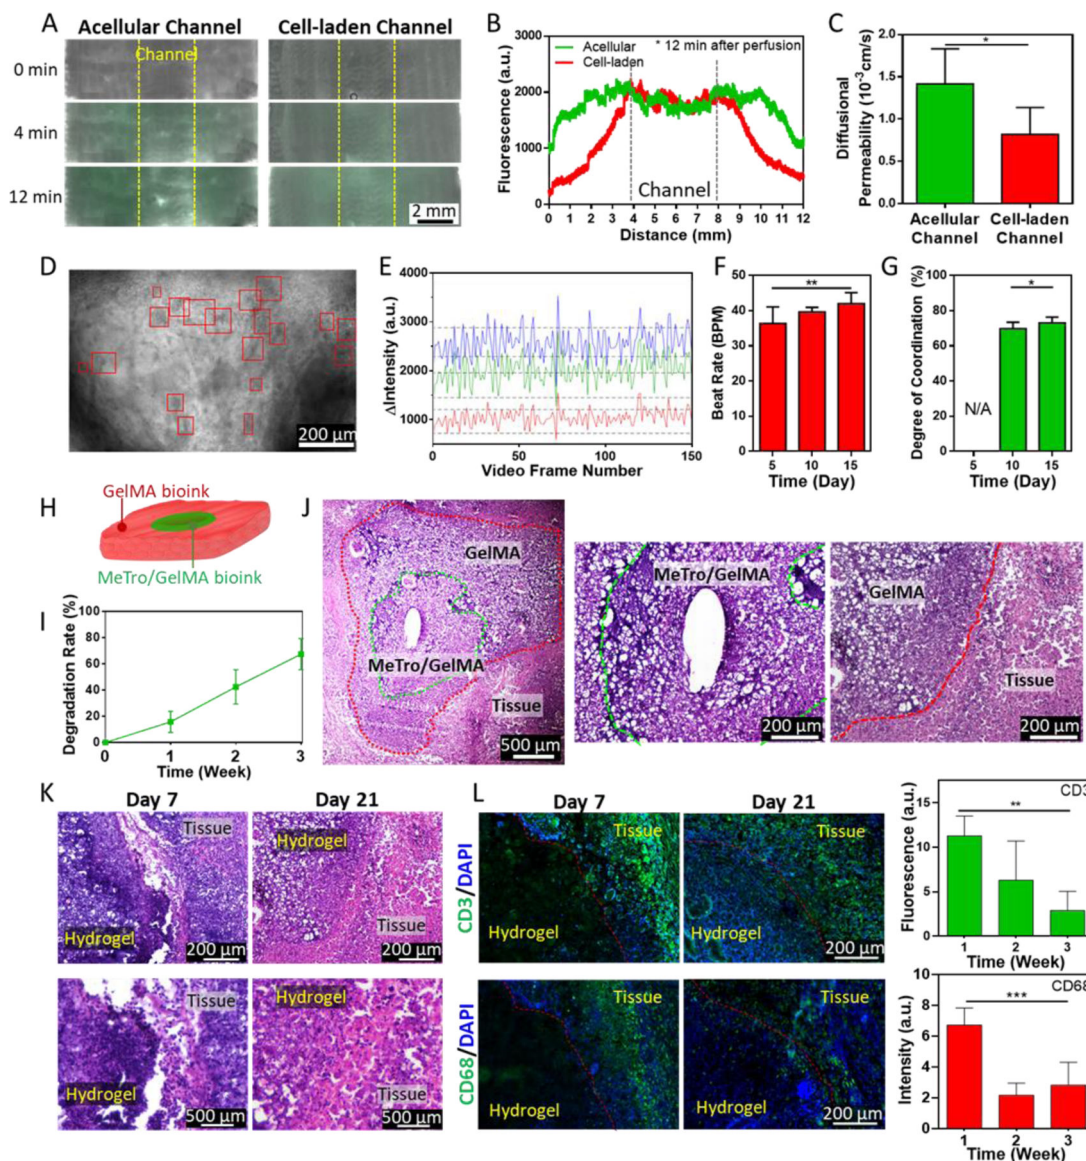 A
Acellular Channel
Cell-laden Channel
Channel
0 min
4 min
12 min
2 mm
B
Acellular
Cell-laden
* 12 min after perfusion
Fluorescence (a.u.)
3000
2000
1000
0
Channel
0 1 2 3 4 5 6 7 8 9 10 11 12
Distance (mm)
C
Diffusional
Permeability (10⁻³cm/s)
2.0
1.5
1.0
0.5
0.0
*
Acellular
Channel
Cell-laden
Channel
D
200 µm
E
ΔIntensity (a.u.)
4000
3000
2000
1000
0 50 100 150
Video Frame Number
F
Beat Rate (BPM)
50
40
30
20
10
0
**
5 10 15
Time (Day)
G
Degree of Coordination (%)
100
80
60
40
20
0
*
N/A
5 10 15
Time (Day)
H
GelMA bioink
MeTro/GelMA bioink
I
Degradation Rate (%)
100
80
60
40
20
0
0 1 2 3
Time (Week)
J
GelMA
MeTro/GelMA
Tissue
500 µm
MeTro/GelMA
200 µm
GelMA
Tissue
200 µm
K
Day 7
Day 21
Tissue
Hydrogel
200 µm
Hydrogel
Tissue
200 µm
Tissue
Hydrogel
500 µm
Hydrogel
Tissue
500 µm
L
Day 7
Day 21
CD3/DAPI
Tissue
Hydrogel
Tissue
Hydrogel
200 µm
CD68/DAPI
Tissue
Hydrogel
Tissue
Hydrogel
200 µm
CD3
Fluorescence (a.u.)
15
10
5
0
**
1 2 3
Time (Week)
CD68
Intensity (a.u.)
10
8
6
4
2
0
***
1 2 3
Time (Week)